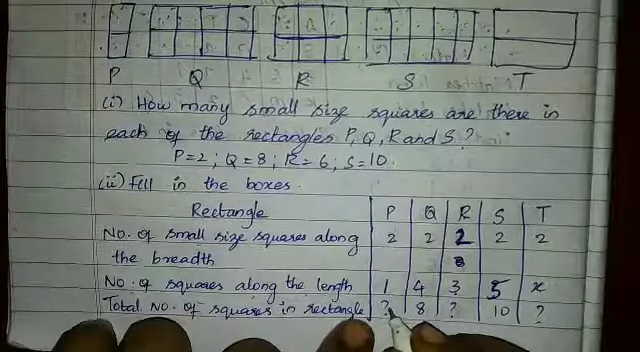 P Q R S T
(i) How many small size squares are there in
each of the rectangles P, Q, R and S?
P=2; Q=8; R=6, S=10.
(ii) Fill in the boxes.
Rectangle P Q R S T
No. of small size squares along 2 2 2 2 2
the breadth
No. of squares along the length 1 4 3 5 x
Total No. of squares in rectangle ? 8 ? 10 ?